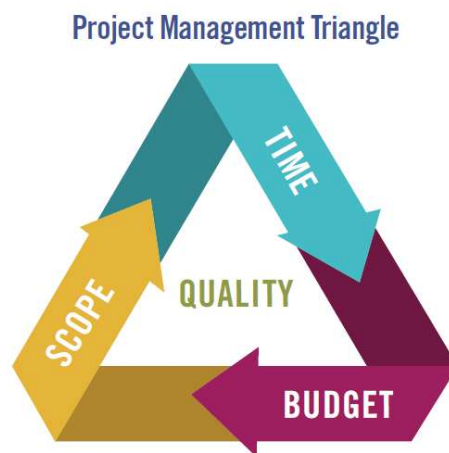 Project Management Triangle
TIME
SCOPE
QUALITY
BUDGET